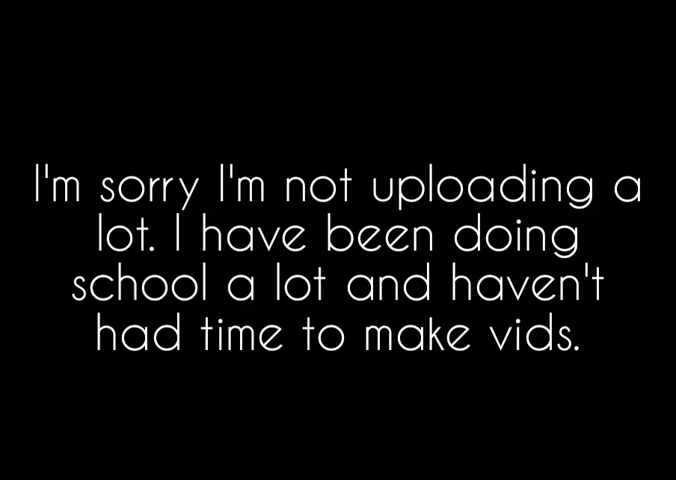 I'm sorry I'm not uploading a
lot. I have been doing
school a lot and haven't
had time to make vids.